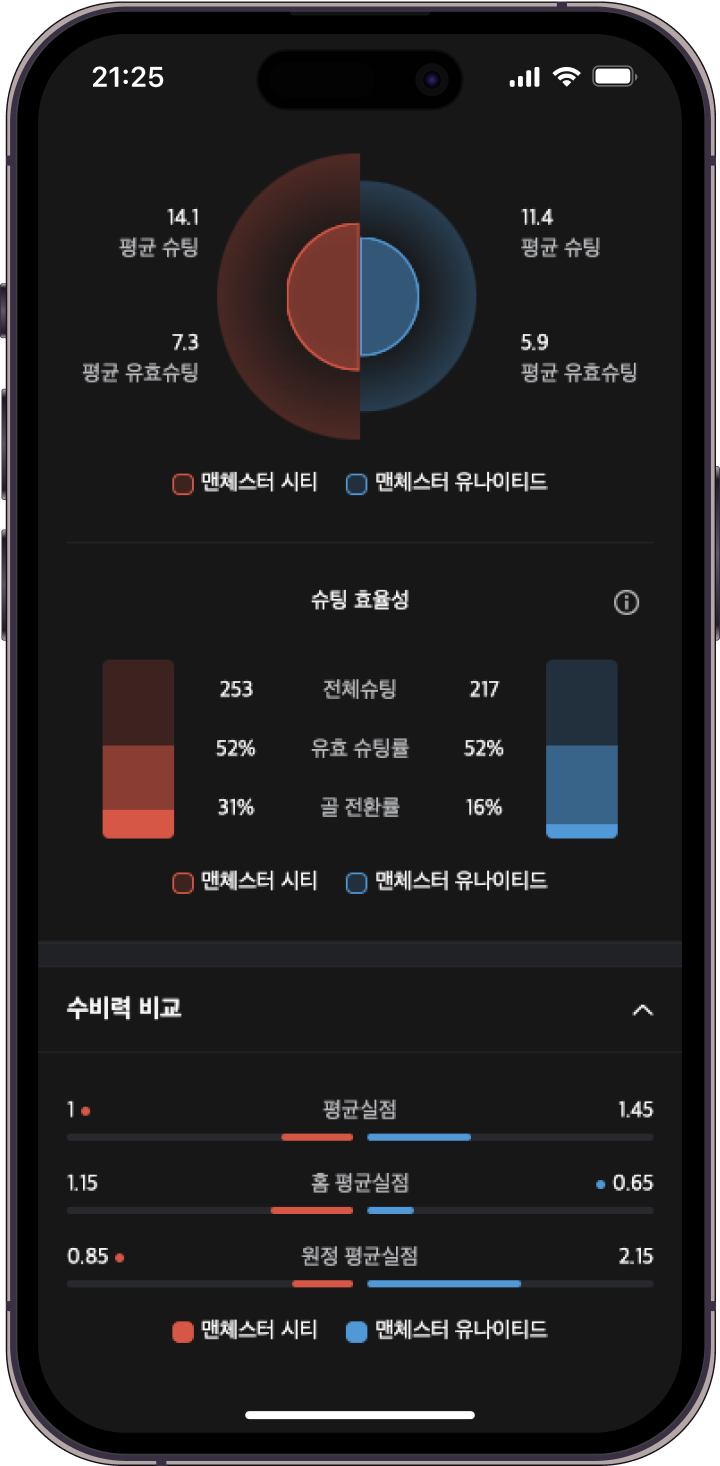 21:25
14.1
평균 슈팅
11.4
평균 슈팅
7.3
평균 유효슈팅
5.9
평균 유효슈팅
맨체스터 시티 맨체스터 유나이티드
슈팅 효율성
253 전체슈팅 217
52% 유효 슈팅률 52%
31% 골 전환률 16%
맨체스터 시티 맨체스터 유나이티드
수비력 비교
1 평균실점 1.45
1.15 홈 평균실점 0.65
0.85 원정 평균실점 2.15
맨체스터 시티 맨체스터 유나이티드